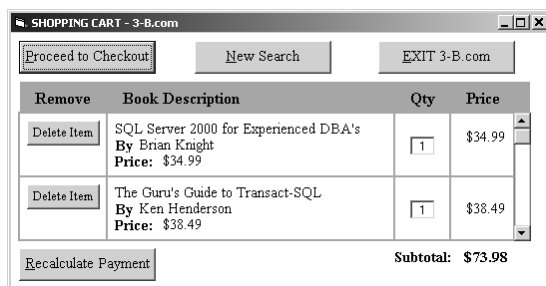 SHOPPING CART - 3-B.com
Proceed to Checkout New Search EXIT 3-B.com
Remove Book Description Qty Price
Delete Item SQL Server 2000 for Experienced DBA's 1 $34.99
By Brian Knight
Price: $34.99
Delete Item The Guru's Guide to Transact-SQL 1 $38.49
By Ken Henderson
Price: $38.49
Recalculate Payment Subtotal: $73.98